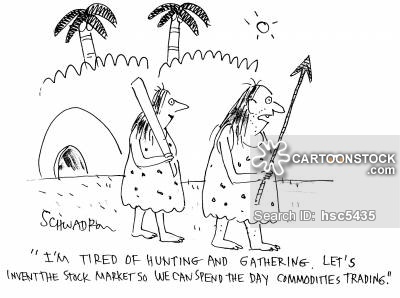 CARTOONSTOCK
.com
Search ID: hsc5435
SCHWADRON
"I'M TIRED OF HUNTING AND GATHERING. LET'S
INVENT THE STOCK MARKET SO WE CAN SPEND THE DAY COMMODITIES TRADING."